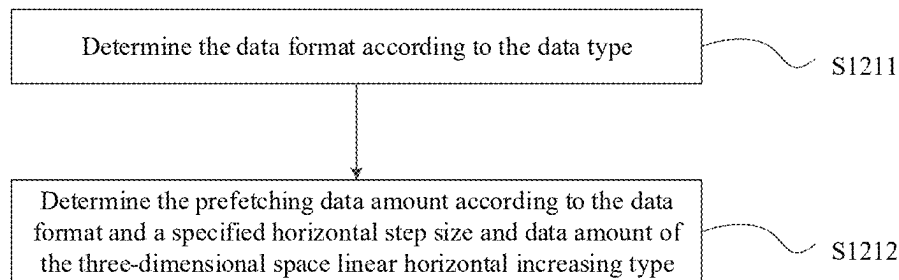 Determine the data format according to the data type
S1211
Determine the prefetching data amount according to the data
format and a specified horizontal step size and data amount of
the three-dimensional space linear horizontal increasing type
S1212